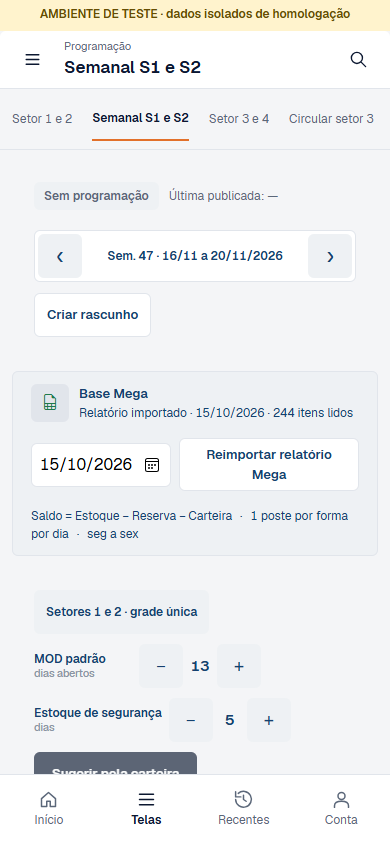 AMBIENTE DE TESTE · dados isolados de homologação
Programação
Semanal S1 e S2
Setor 1 e 2 Semanal S1 e S2 Setor 3 e 4 Circular setor 3
Sem programação Última publicada: —
‹ Sem. 47 · 16/11 a 20/11/2026 ›
Criar rascunho
Base Mega
Relatório importado · 15/10/2026 · 244 itens lidos
15/10/2026
Reimportar relatório
Mega
Saldo = Estoque – Reserva – Carteira · 1 poste por forma
por dia · seg a sex
Setores 1 e 2 · grade única
MOD padrão
dias abertos
− 13 +
Estoque de segurança
dias
− 5 +
Sugerir pela carteira
Início Telas Recentes Conta